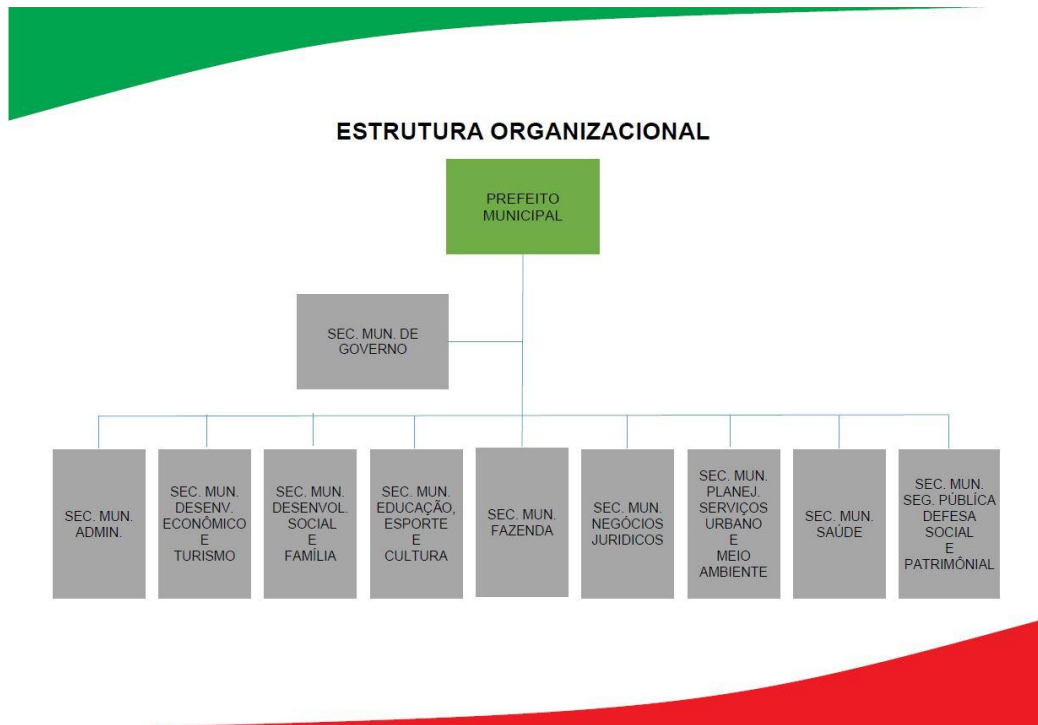 ESTRUTURA ORGANIZACIONAL
PREFEITO
MUNICIPAL
SEC. MUN. DE
GOVERNO
SEC. MUN.
ADMIN.
SEC. MUN.
DESENV.
ECONÔMICO
E
TURISMO
SEC. MUN.
DESENVOL.
SOCIAL
E
FAMÍLIA
SEC. MUN.
EDUCAÇÃO,
ESPORTE
E
CULTURA
SEC. MUN.
FAZENDA
SEC. MUN.
NEGÓCIOS
JURIDICOS
SEC. MUN.
PLANEJ.
SERVIÇOS
URBANO
E
MEIO
AMBIENTE
SEC. MUN.
SAÚDE
SEC. MUN.
SEG. PÚBLÍCA
DEFESA
SOCIAL
E
PATRIMÔNIAL